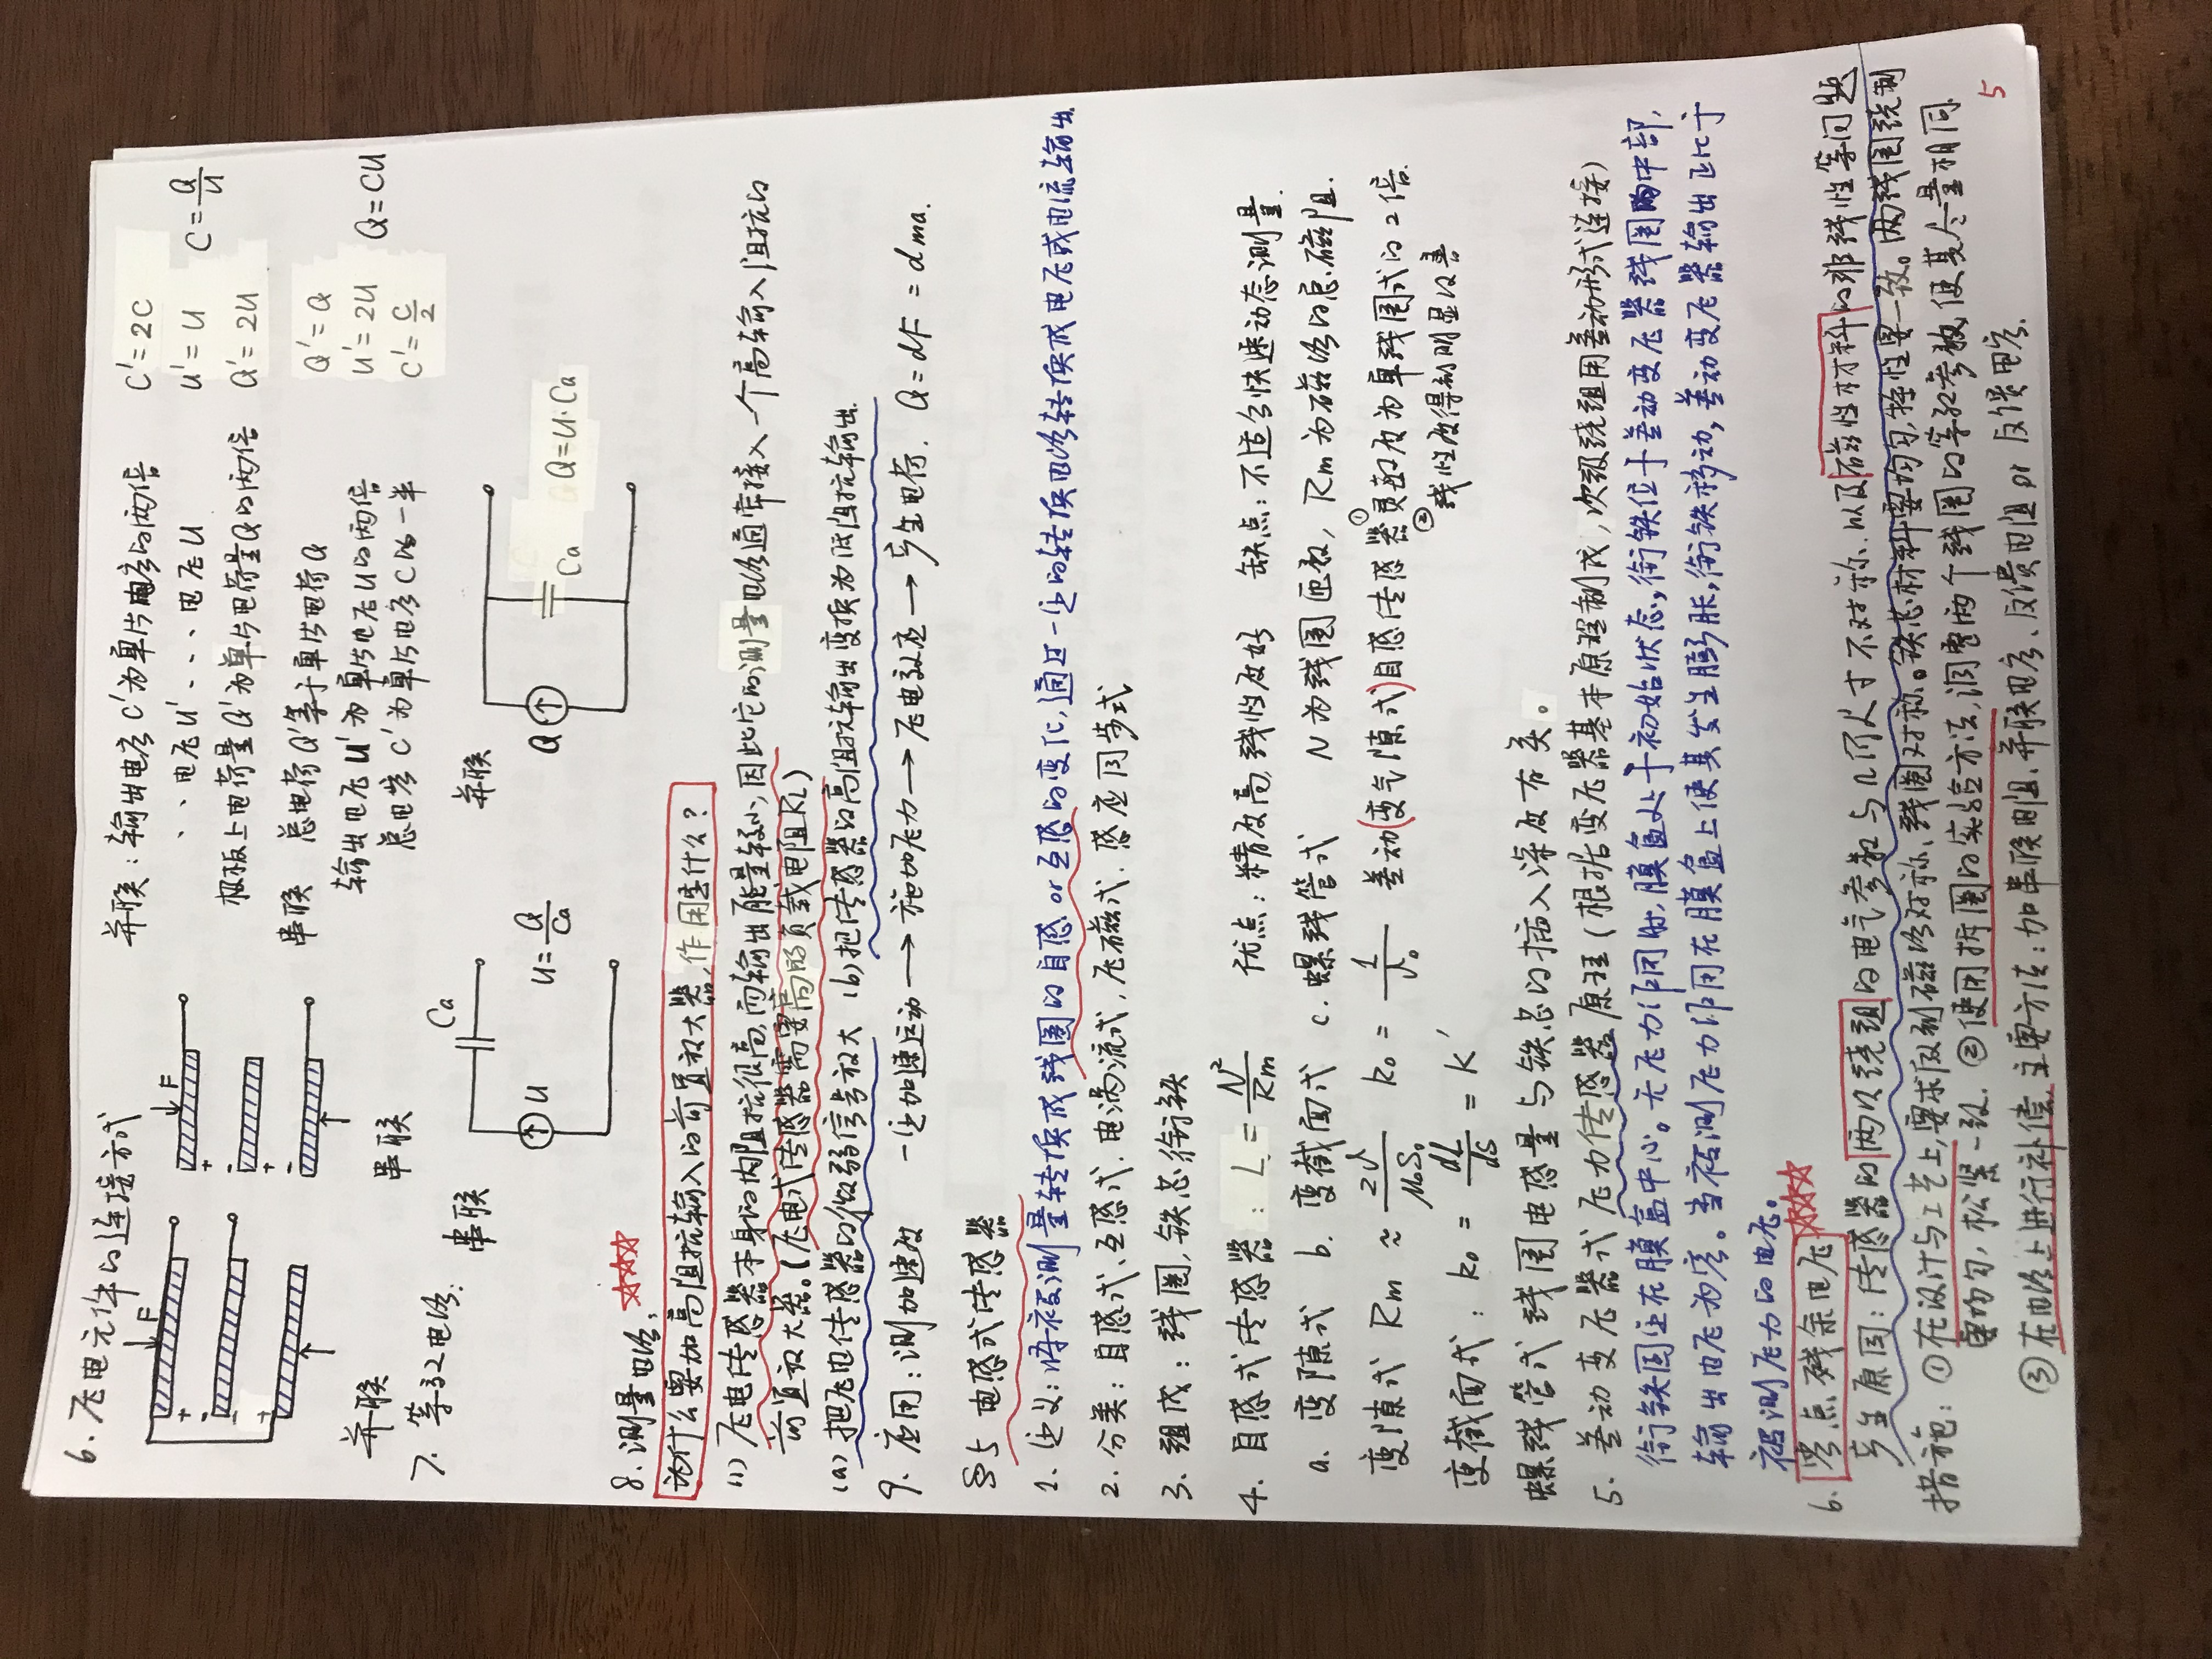 6. 压电元件的连接方式
F
F
+
-
-
+
+
-
+
-
并联
串联
并联：输出电容C'为单片电容的两倍 C'=2C
、、电压U'、、、电压U U'=U C=Q/U
极板上电荷量Q'为单片电荷量Q的两倍 Q'=2U
串联 总电荷Q'等于单片电荷Q Q'=Q
输出电压U'为单片电压U的两倍 U'=2U Q=CU
总电容C'为单片电容C的一半 C'=C/2
7. 等效电路：
串联 Ca U U=Q/Ca
并联 Q Ca Q=U·Ca
8. 测量电路：☆☆☆
为什么要加高阻抗输入的前置放大器,作用是什么？
(1) 压电传感器本身的内阻抗很高,而输出能量较小,因此它的测量电路通常接入一个高输入阻抗的
前置放大器。(压电式传感器需要高的负载电阻RL)
(a) 把压电传感器的微弱信号放大 (b) 把传感器的高阻抗输出变换为低阻抗输出.
9. 应用：测加速度 一定加速运动→施加压力→压电效应→产生电荷. Q=dF=dma.
§5 电感式传感器
1. 定义：将被测量转换成线圈的自感or互感的变化,通过一定的转换电路转换成电压或电流输出.
2. 分类：自感式、互感式.电涡流式,压磁式.感应同步式
3. 组成：线圈,铁芯衔铁
4. 自感式传感器：L=N²/Rm 优点：精度高,线性度好 缺点：不适合快速动态测量.
a. 变隙式 b. 变截面式 c. 螺线管式 N为线圈匝数, Rm为磁路的总磁阻.
变隙式 Rm≈2δ/μ₀S₀ k₀=1/δ₀ 差动(变气隙式)自感传感器①灵敏度为单线圈式的2倍.
②线性度得到明显改善
变截面式：k₀=dL/dS=K'
螺线管式 线圈电感量与铁芯的插入深度有关。
5. 差动变压器式压力传感器原理(根据变压器基本原理制成,次级绕组用差动形式连接)
衔铁固定在膜盒中心。无压力作用时,膜盒处于初始状态,衔铁位于差动变压器线圈的中部,
输出电压为零。当被测压力作用在膜盒上使其发生膨胀,衔铁移动,差动变压器输出正比于
被测压力的电压。
6. 零点残余电压☆☆☆
产生原因：传感器的两次绕组的电气参数与几何尺寸不对称.以及磁性材料的非线性等问题
措施：①在设计与工艺上,要求做到磁路对称、线圈对称。铁芯材料要均匀,特性要一致。两线圈绕制
要均匀,松紧一致. ②使用拆圈的实验方法,调整两个线圈的等效参数,使其尽量相同.
③在电路上进行补偿,主要方法：加串联电阻、并联电容、反馈电阻or反馈电容.
5